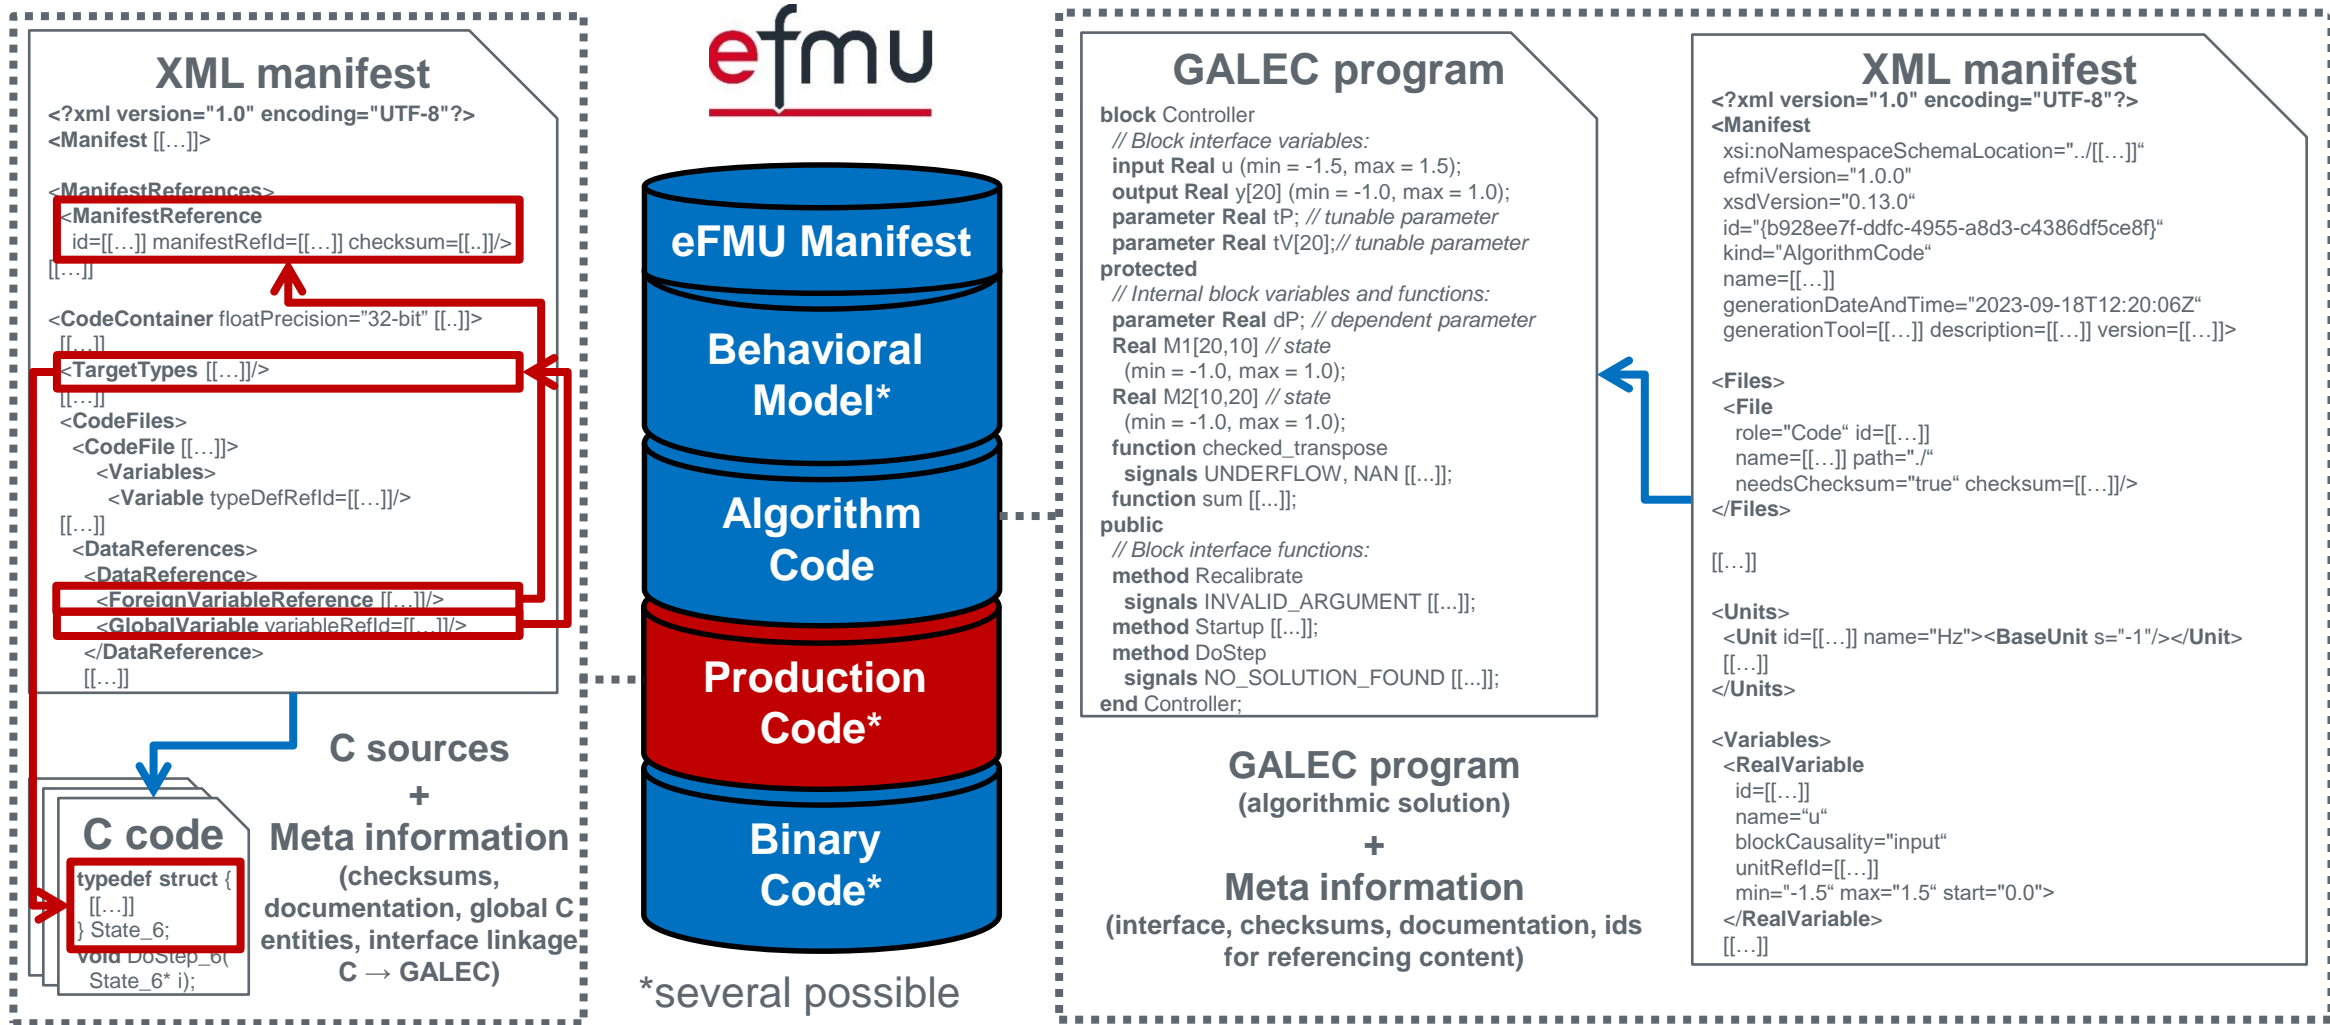 XML manifest
<?xml version="1.0" encoding="UTF-8"?>
<Manifest [[…]]>
<ManifestReferences>
<ManifestReference
id=[[…]] manifestRefId=[[…]] checksum=[[..]]/>
[[…]]
<CodeContainer floatPrecision=”32-bit” [[..]]>
[[…]]
<TargetTypes [[…]]/>
[[…]]
<CodeFiles>
<CodeFile [[…]]>
<Variables>
<Variable typeDefRefId=[[…]]/>
[[…]]
<DataReferences>
<DataReference>
<ForeignVariableReference [[…]]/>
<GlobalVariable variableRefId=[[…]]/>
</DataReference>
[[…]]
C code
typedef struct {
[[…]]
} State_6;
void DoStep_6(
State_6* i);
C sources
+
Meta information
(checksums,
documentation, global C
entities, interface linkage
C → GALEC)
efmu
eFMU Manifest
Behavioral
Model*
Algorithm
Code
Production
Code*
Binary
Code*
*several possible
GALEC program
block Controller
// Block interface variables:
input Real u (min = -1.5, max = 1.5);
output Real y[20] (min = -1.0, max = 1.0);
parameter Real tP; // tunable parameter
parameter Real tV[20];// tunable parameter
protected
// Internal block variables and functions:
parameter Real dP; // dependent parameter
Real M1[20,10] // state
(min = -1.0, max = 1.0);
Real M2[10,20] // state
(min = -1.0, max = 1.0);
function checked_transpose
signals UNDERFLOW, NAN [[...]];
function sum [[...]];
public
// Block interface functions:
method Recalibrate
signals INVALID_ARGUMENT [[...]];
method Startup [[...]];
method DoStep
signals NO_SOLUTION_FOUND [[...]];
end Controller;
GALEC program
(algorithmic solution)
+
Meta information
(interface, checksums, documentation, ids
for referencing content)
XML manifest
<?xml version="1.0" encoding="UTF-8"?>
<Manifest
xsi:noNamespaceSchemaLocation="../[[…]]“
efmiVersion="1.0.0"
xsdVersion="0.13.0“
id="{b928ee7f-ddfc-4955-a8d3-c4386df5ce8f}“
kind="AlgorithmCode“
name=[[…]]
generationDateAndTime="2023-09-18T12:20:06Z“
generationTool=[[…]] description=[[…]] version=[[…]]>
<Files>
<File
role="Code“ id=[[…]]
name=[[…]] path="./“
needsChecksum="true“ checksum=[[…]]/>
</Files>
[[…]]
<Units>
<Unit id=[[…]] name="Hz"><BaseUnit s="-1"/></Unit>
[[…]]
</Units>
<Variables>
<RealVariable
id=[[…]]
name=“u"
blockCausality="input“
unitRefId=[[…]]
min="-1.5“ max="1.5“ start="0.0">
</RealVariable>
[[…]]